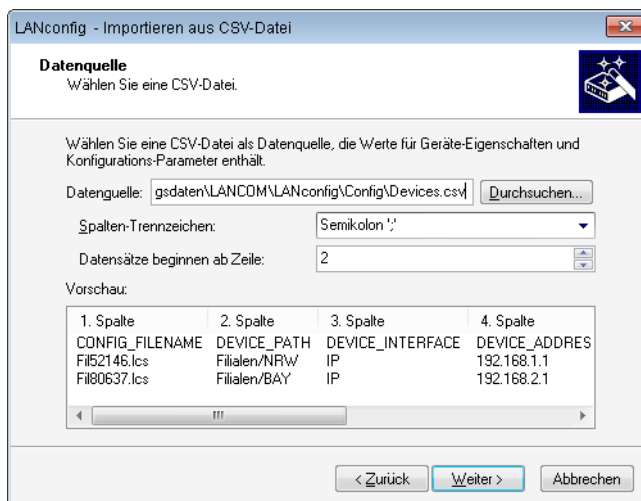 LANconfig - Importieren aus CSV-Datei
Datenquelle
Wählen Sie eine CSV-Datei.
Wählen Sie eine CSV-Datei als Datenquelle, die Werte für Geräte-Eigenschaften und
Konfigurations-Parameter enthält.
Datenquelle: gsdaten\LANCOM\LANconfig\Config\Devices.csv Durchsuchen...
Spalten-Trennzeichen: Semikolon ';'
Datensätze beginnen ab Zeile: 2
Vorschau:
1. Spalte 2. Spalte 3. Spalte 4. Spalte
CONFIG_FILENAME DEVICE_PATH DEVICE_INTERFACE DEVICE_ADDRES
Fil52146.lcs Filialen/NRW IP 192.168.1.1
Fil80637.lcs Filialen/BAY IP 192.168.2.1
< Zurück Weiter > Abbrechen